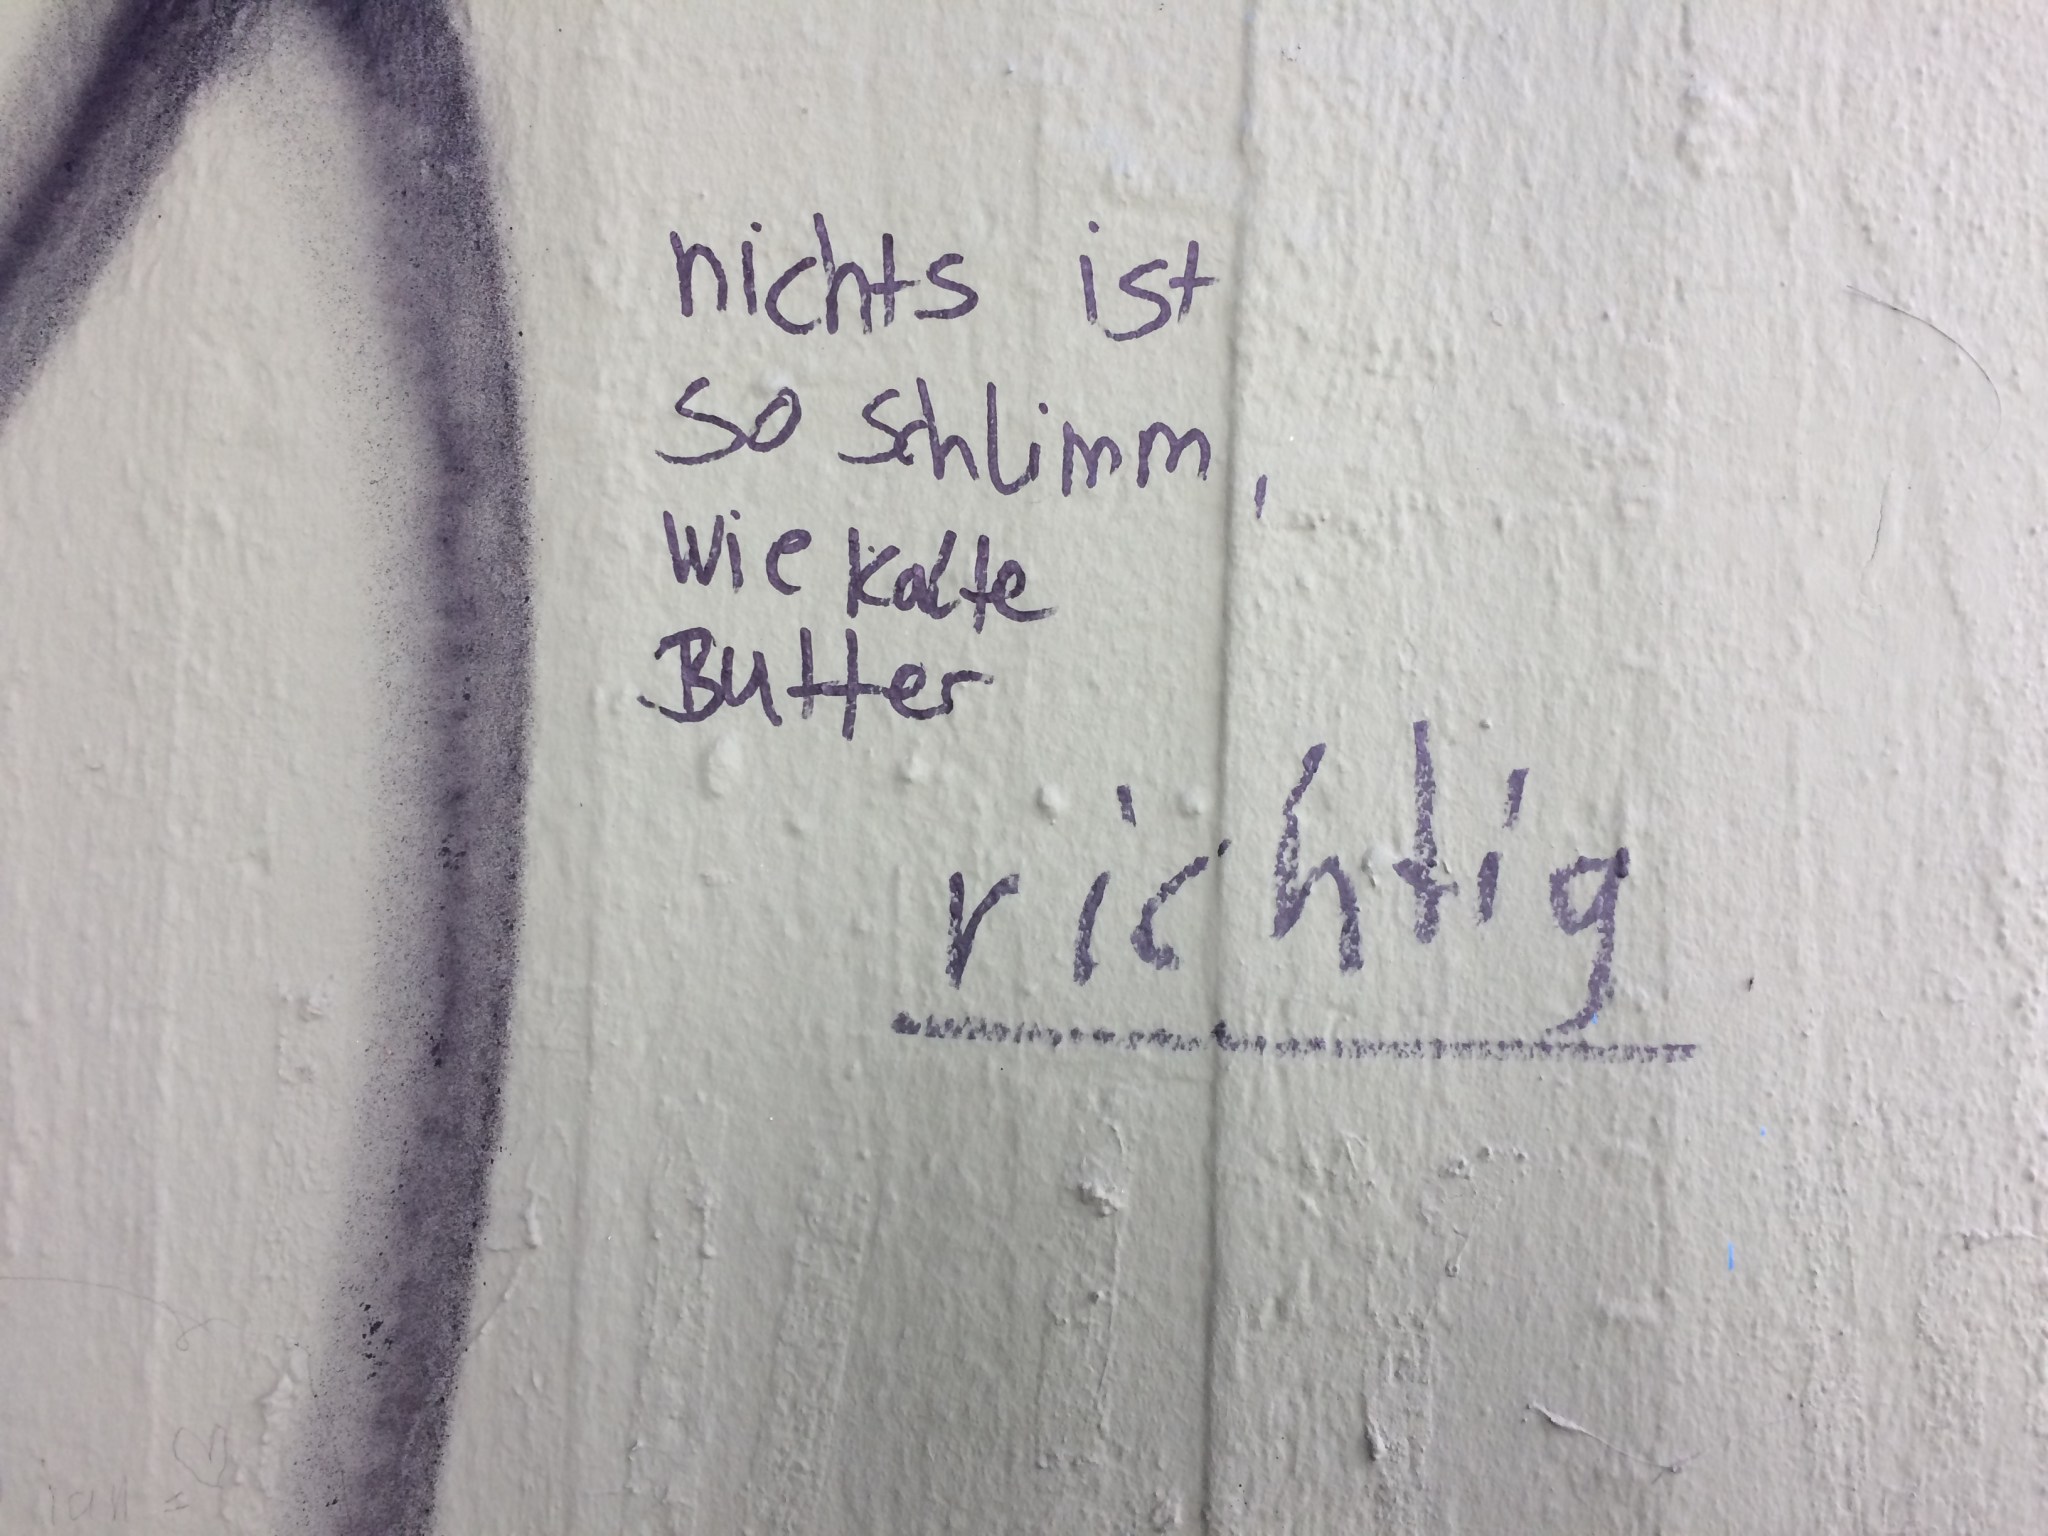 nichts ist
so schlimm,
wie kalte
Butter
richtig